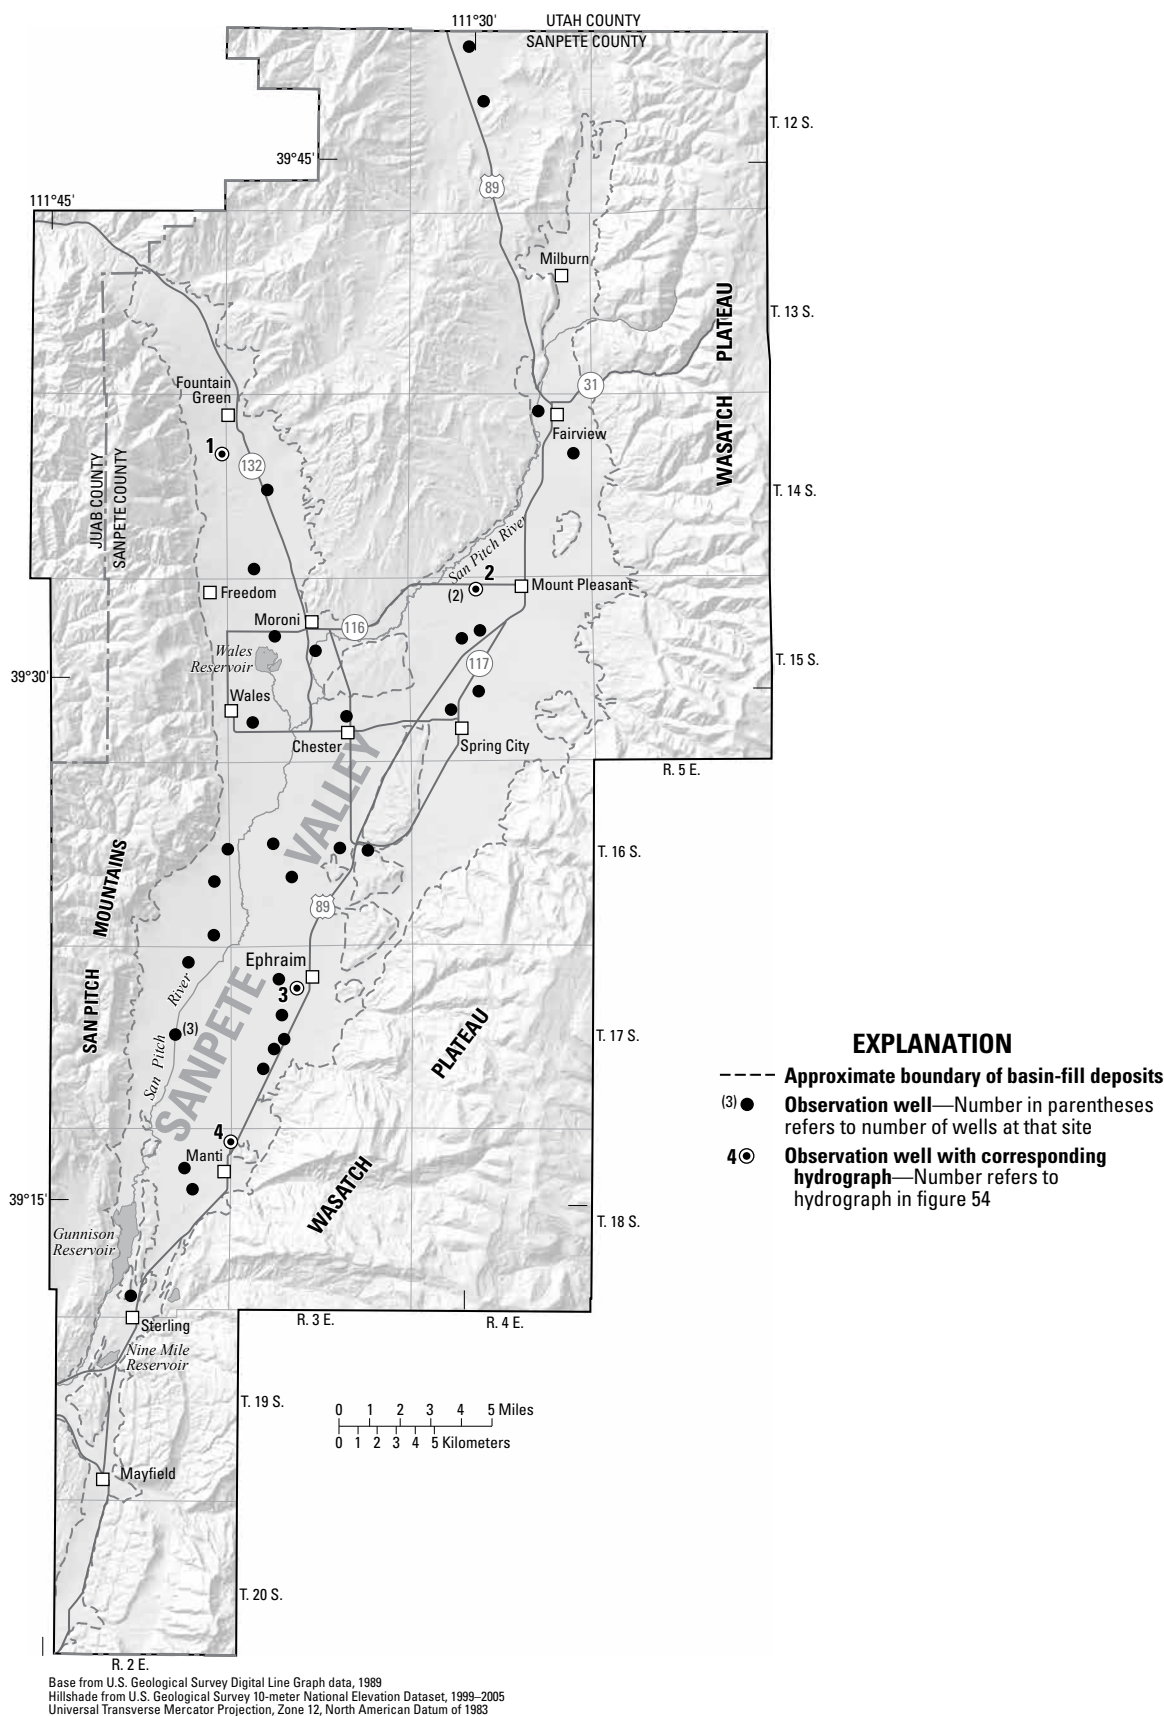 111°30'
UTAH COUNTY
SANPETE COUNTY
T. 12 S.
39°45'
89
111°45'
Milburn
WASATCH PLATEAU
T. 13 S.
31
Fountain
Green
Fairview
1
132
JUAB COUNTY
SANPETE COUNTY
T. 14 S.
San Pitch River
2
(2)
Mount Pleasant
Freedom
Moroni
116
Wales
Reservoir
117
T. 15 S.
39°30'
Wales
Chester
Spring City
R. 5 E.
SANPETE VALLEY
T. 16 S.
SAN PITCH MOUNTAINS
89
Ephraim
3
San Pitch River
(3)
WASATCH PLATEAU
T. 17 S.
4
Manti
39°15'
T. 18 S.
Gunnison
Reservoir
Sterling
R. 3 E.
R. 4 E.
Nine Mile
Reservoir
T. 19 S.
0 1 2 3 4 5 Miles
0 1 2 3 4 5 Kilometers
Mayfield
T. 20 S.
R. 2 E.
Base from U.S. Geological Survey Digital Line Graph data, 1989
Hillshade from U.S. Geological Survey 10-meter National Elevation Dataset, 1999–2005
Universal Transverse Mercator Projection, Zone 12, North American Datum of 1983
EXPLANATION
Approximate boundary of basin-fill deposits
(3) Observation well—Number in parentheses
refers to number of wells at that site
4 Observation well with corresponding
hydrograph—Number refers to
hydrograph in figure 54